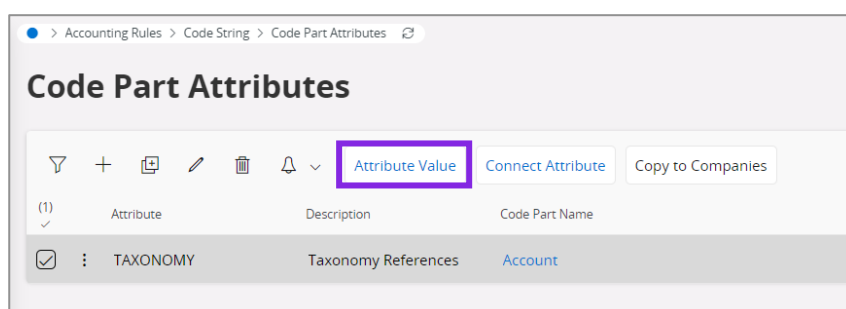 > Accounting Rules > Code String > Code Part Attributes
Code Part Attributes
Attribute Value Connect Attribute Copy to Companies
(1)
Attribute Description Code Part Name
TAXONOMY Taxonomy References Account